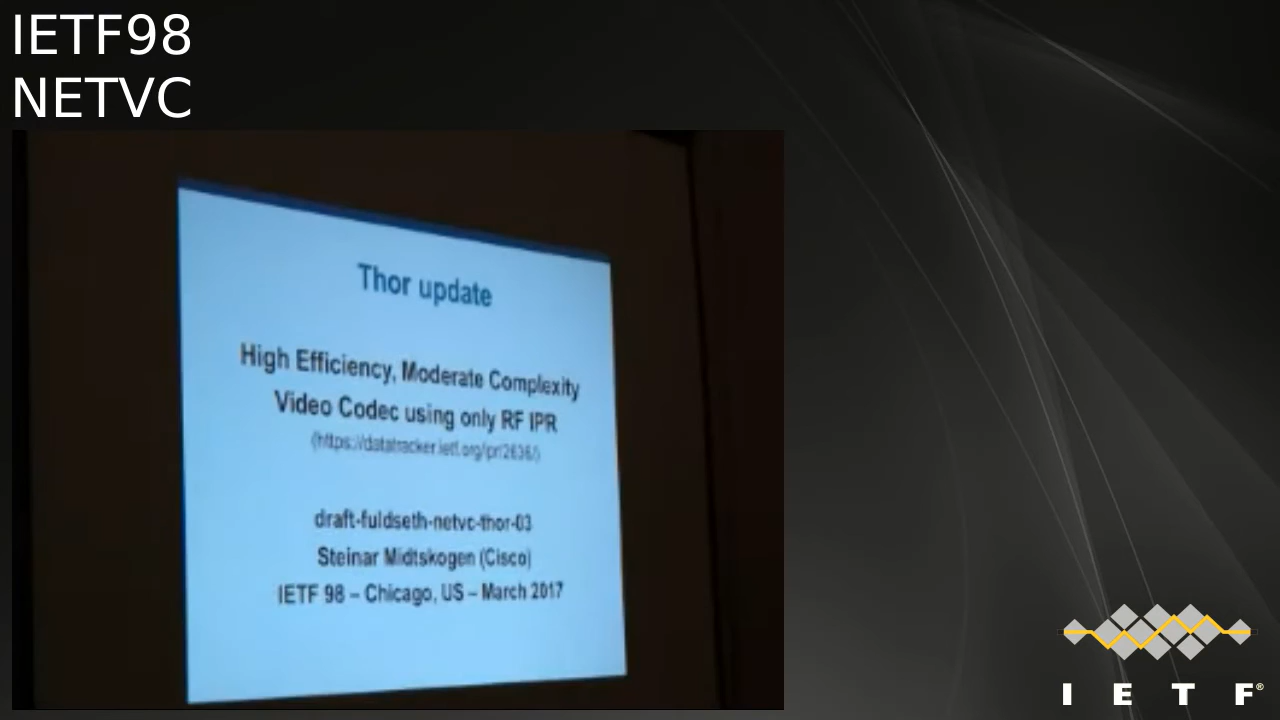 IETF98
NETVC
Thor update
High Efficiency, Moderate Complexity
Video Codec using only RF IPR
(https://datatracker.ietf.org/ipr/2636/)
draft-fuldseth-netvc-thor-03
Steinar Midtskogen (Cisco)
IETF 98 – Chicago, US – March 2017
I E T F®